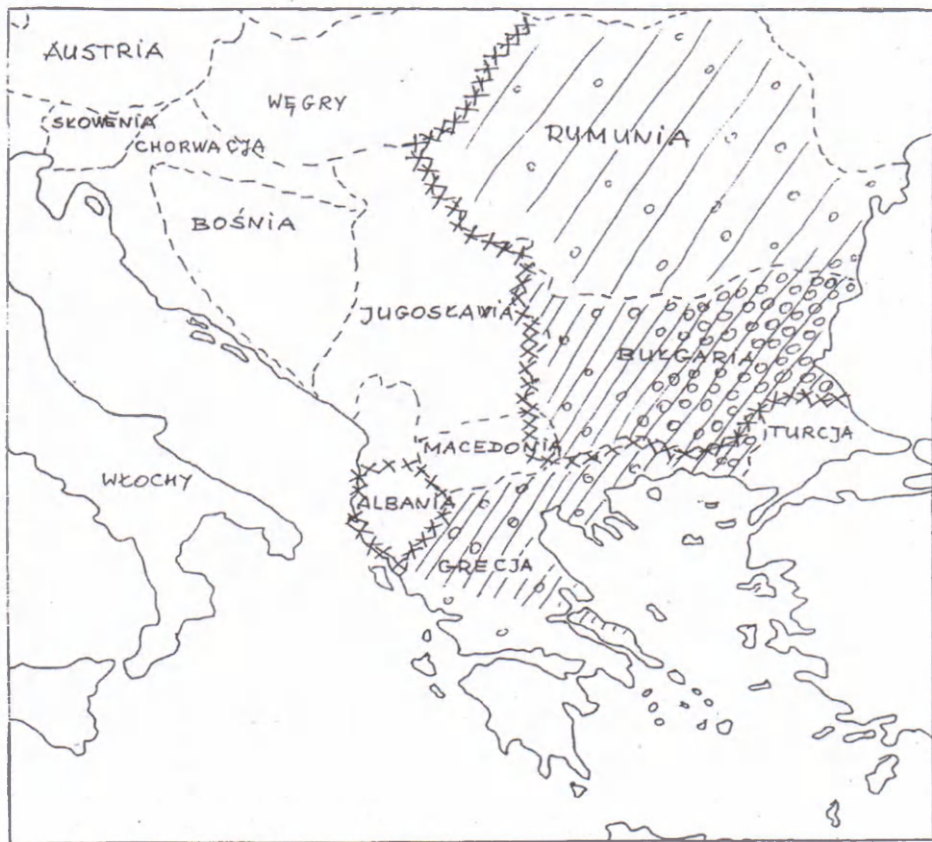 AUSTRIA
WĘGRY
SŁOWENIA
CHORWACJA
RUMUNIA
BOŚNIA
JUGOSŁAWIA
BUŁGARIA
MACEDONIA
TURCJA
WŁOCHY
ALBANIA
GRECJA